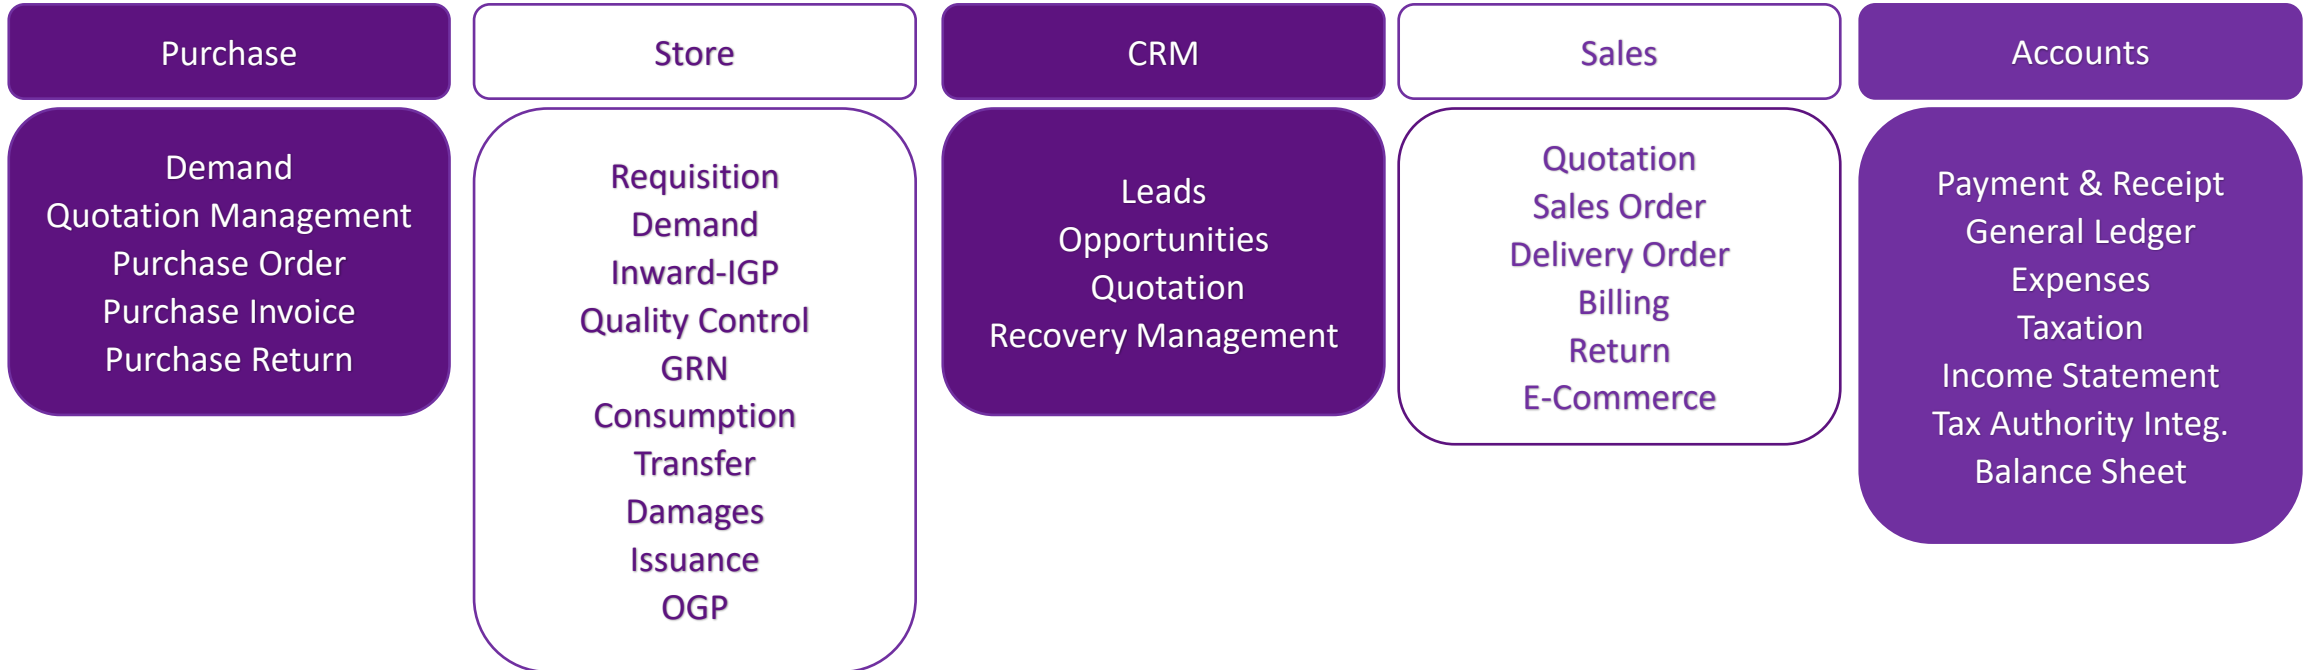 Purchase
Demand
Quotation Management
Purchase Order
Purchase Invoice
Purchase Return
Store
Requisition
Demand
Inward-IGP
Quality Control
GRN
Consumption
Transfer
Damages
Issuance
OGP
CRM
Leads
Opportunities
Quotation
Recovery Management
Sales
Quotation
Sales Order
Delivery Order
Billing
Return
E-Commerce
Accounts
Payment & Receipt
General Ledger
Expenses
Taxation
Income Statement
Tax Authority Integ.
Balance Sheet